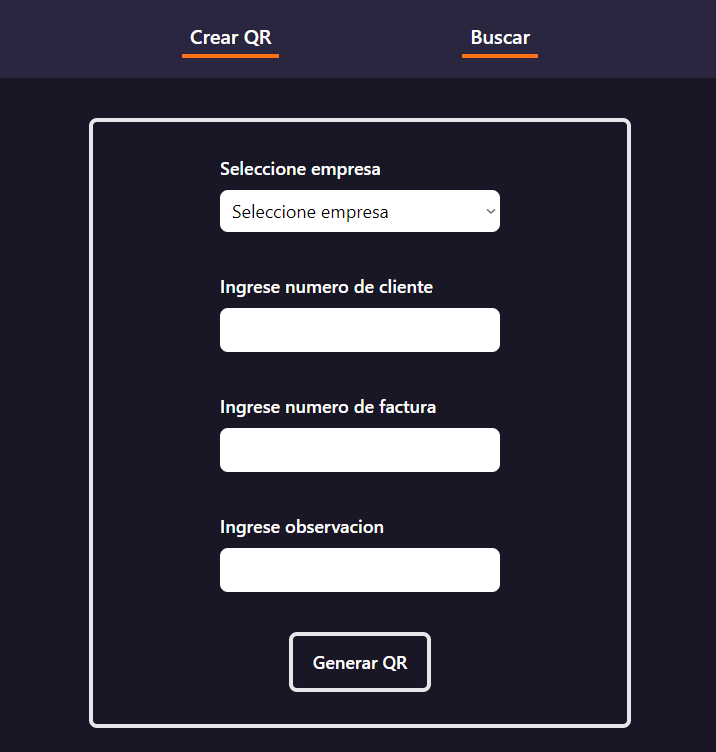 Crear QR Buscar
Seleccione empresa
Seleccione empresa
Ingrese numero de cliente
Ingrese numero de factura
Ingrese observacion
Generar QR